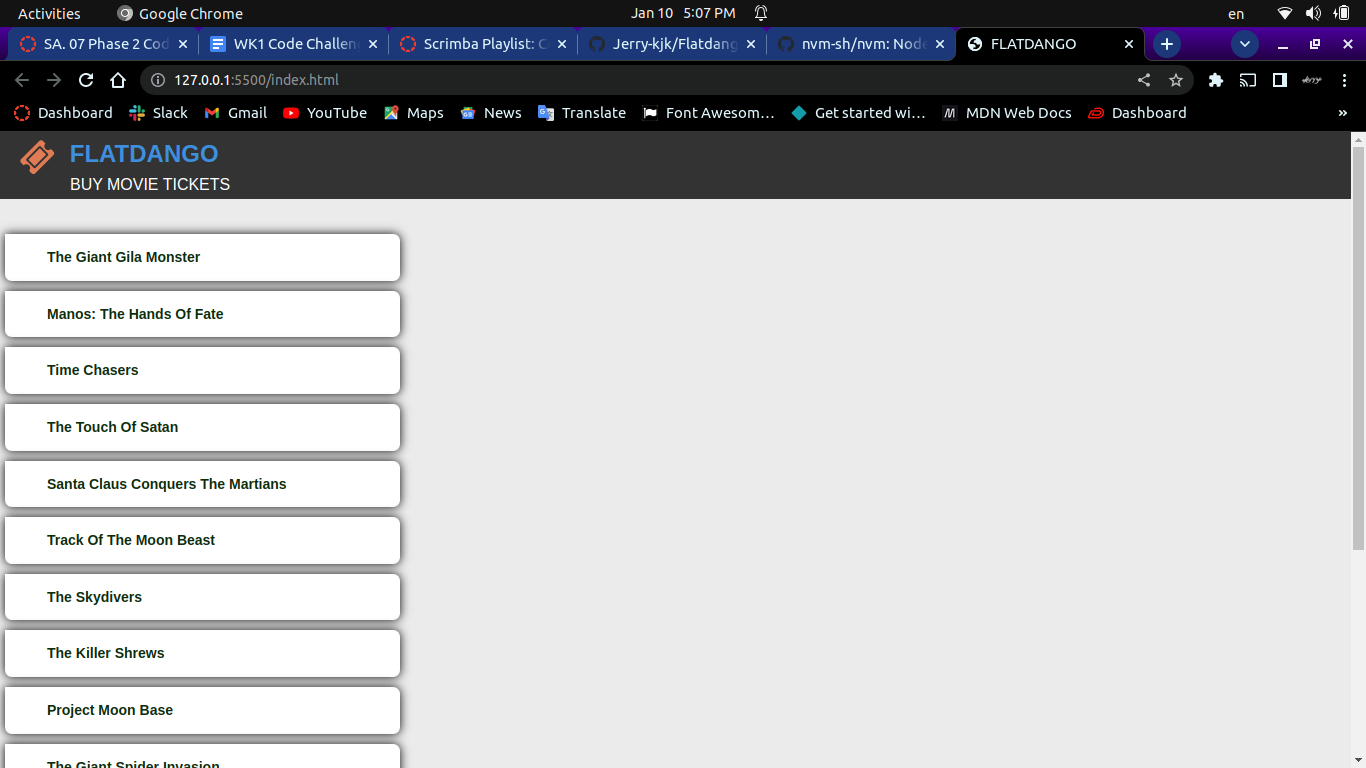 Activities Google Chrome Jan 10 5:07 PM en
SA. 07 Phase 2 Cod WK1 Code Challen Scrimba Playlist: C Jerry-kjk/Flatdang nvm-sh/nvm: Node FLATDANGO
127.0.0.1:5500/index.html
Dashboard Slack Gmail YouTube Maps News Translate Font Awesom... Get started wi... MDN Web Docs Dashboard »
FLATDANGO
BUY MOVIE TICKETS
The Giant Gila Monster
Manos: The Hands Of Fate
Time Chasers
The Touch Of Satan
Santa Claus Conquers The Martians
Track Of The Moon Beast
The Skydivers
The Killer Shrews
Project Moon Base
The Giant Spider Invasion